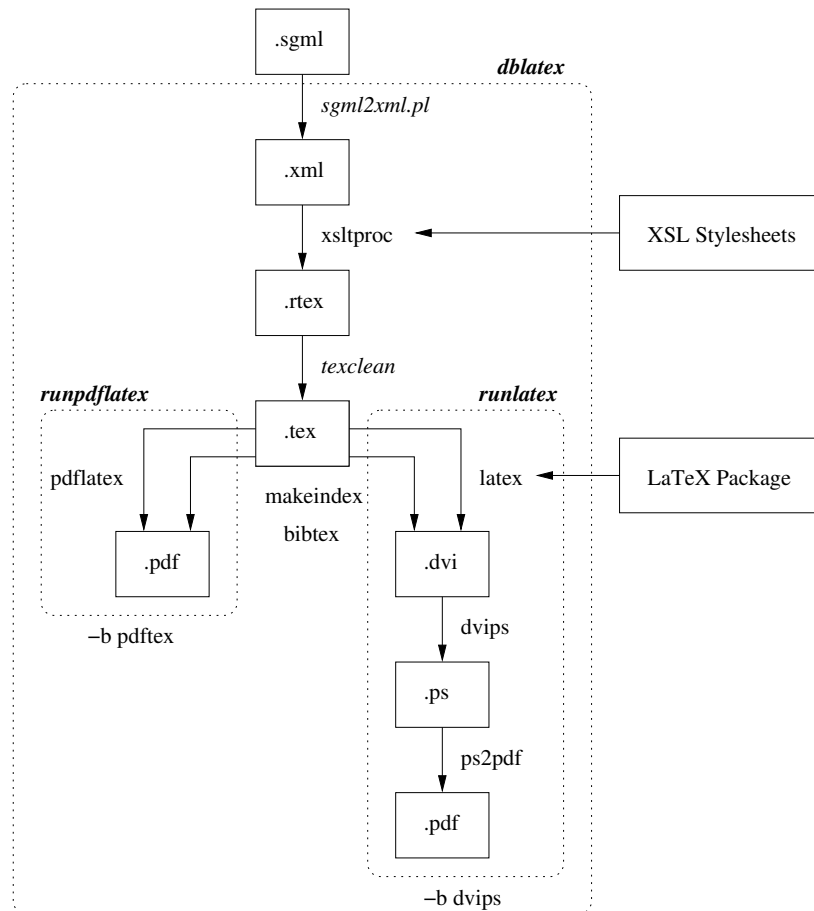 .sgml
dblatex
sgml2xml.pl
.xml
xsltproc
XSL Stylesheets
.rtex
texclean
runpdflatex
runlatex
.tex
pdflatex
latex
LaTeX Package
makeindex
bibtex
.pdf
.dvi
−b pdftex
dvips
.ps
ps2pdf
.pdf
−b dvips